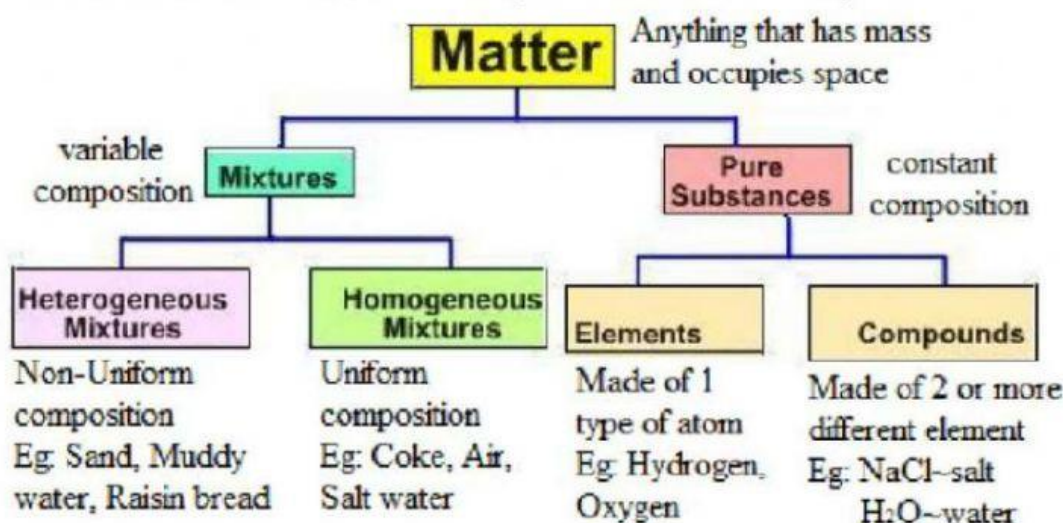 Matter
Anything that has mass
and occupies space
variable
composition
Mixtures
Pure
Substances
constant
composition
Heterogeneous
Mixtures
Homogeneous
Mixtures
Elements
Compounds
Non-Uniform
composition
Eg: Sand, Muddy
water, Raisin bread
Uniform
composition
Eg: Coke, Air,
Salt water
Made of 1
type of atom
Eg: Hydrogen,
Oxygen
Made of 2 or more
different element
Eg: NaCl~salt
H₂O~water